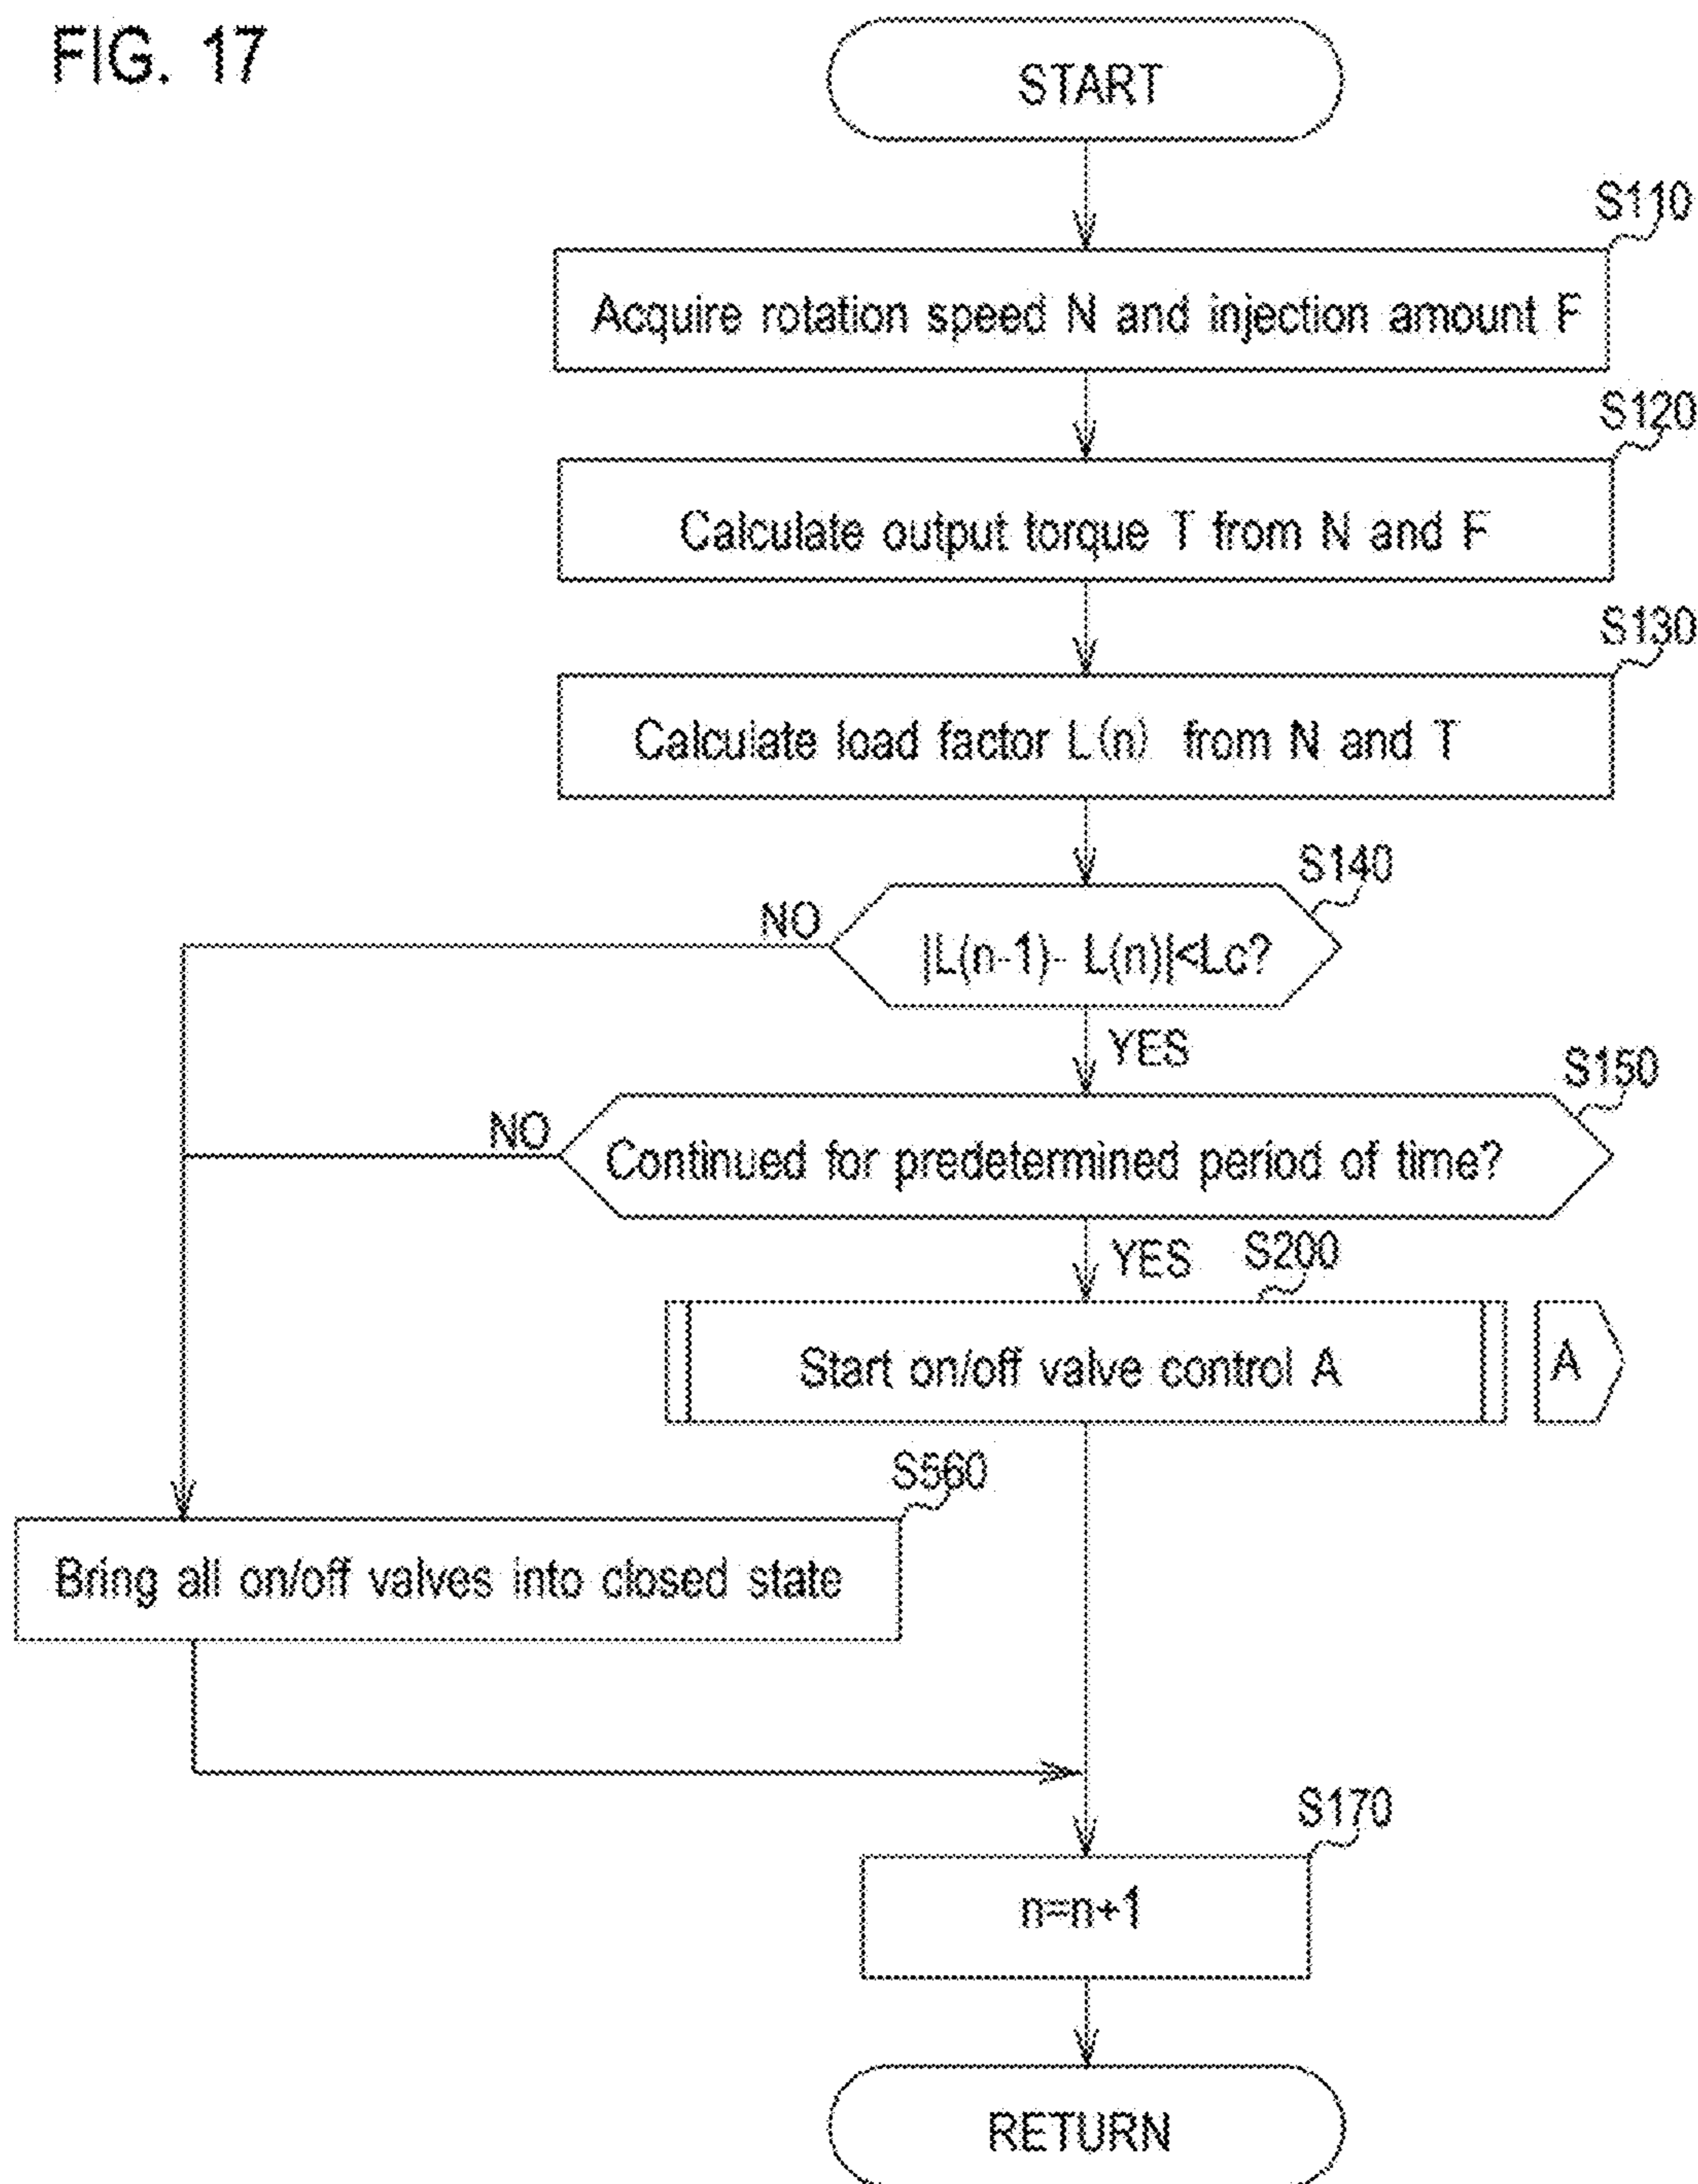 FIG. 17
START
S110
Acquire rotation speed N and injection amount F
S120
Calculate output torque T from N and F
S130
Calculate load factor L(n) from N and T
S140
NO
|L(n-1)- L(n)|<Lc?
YES
S150
NO
Continued for predetermined period of time?
YES
S200
Start on/off valve control A
A
S560
Bring all on/off valves into closed state
S170
n=n+1
RETURN